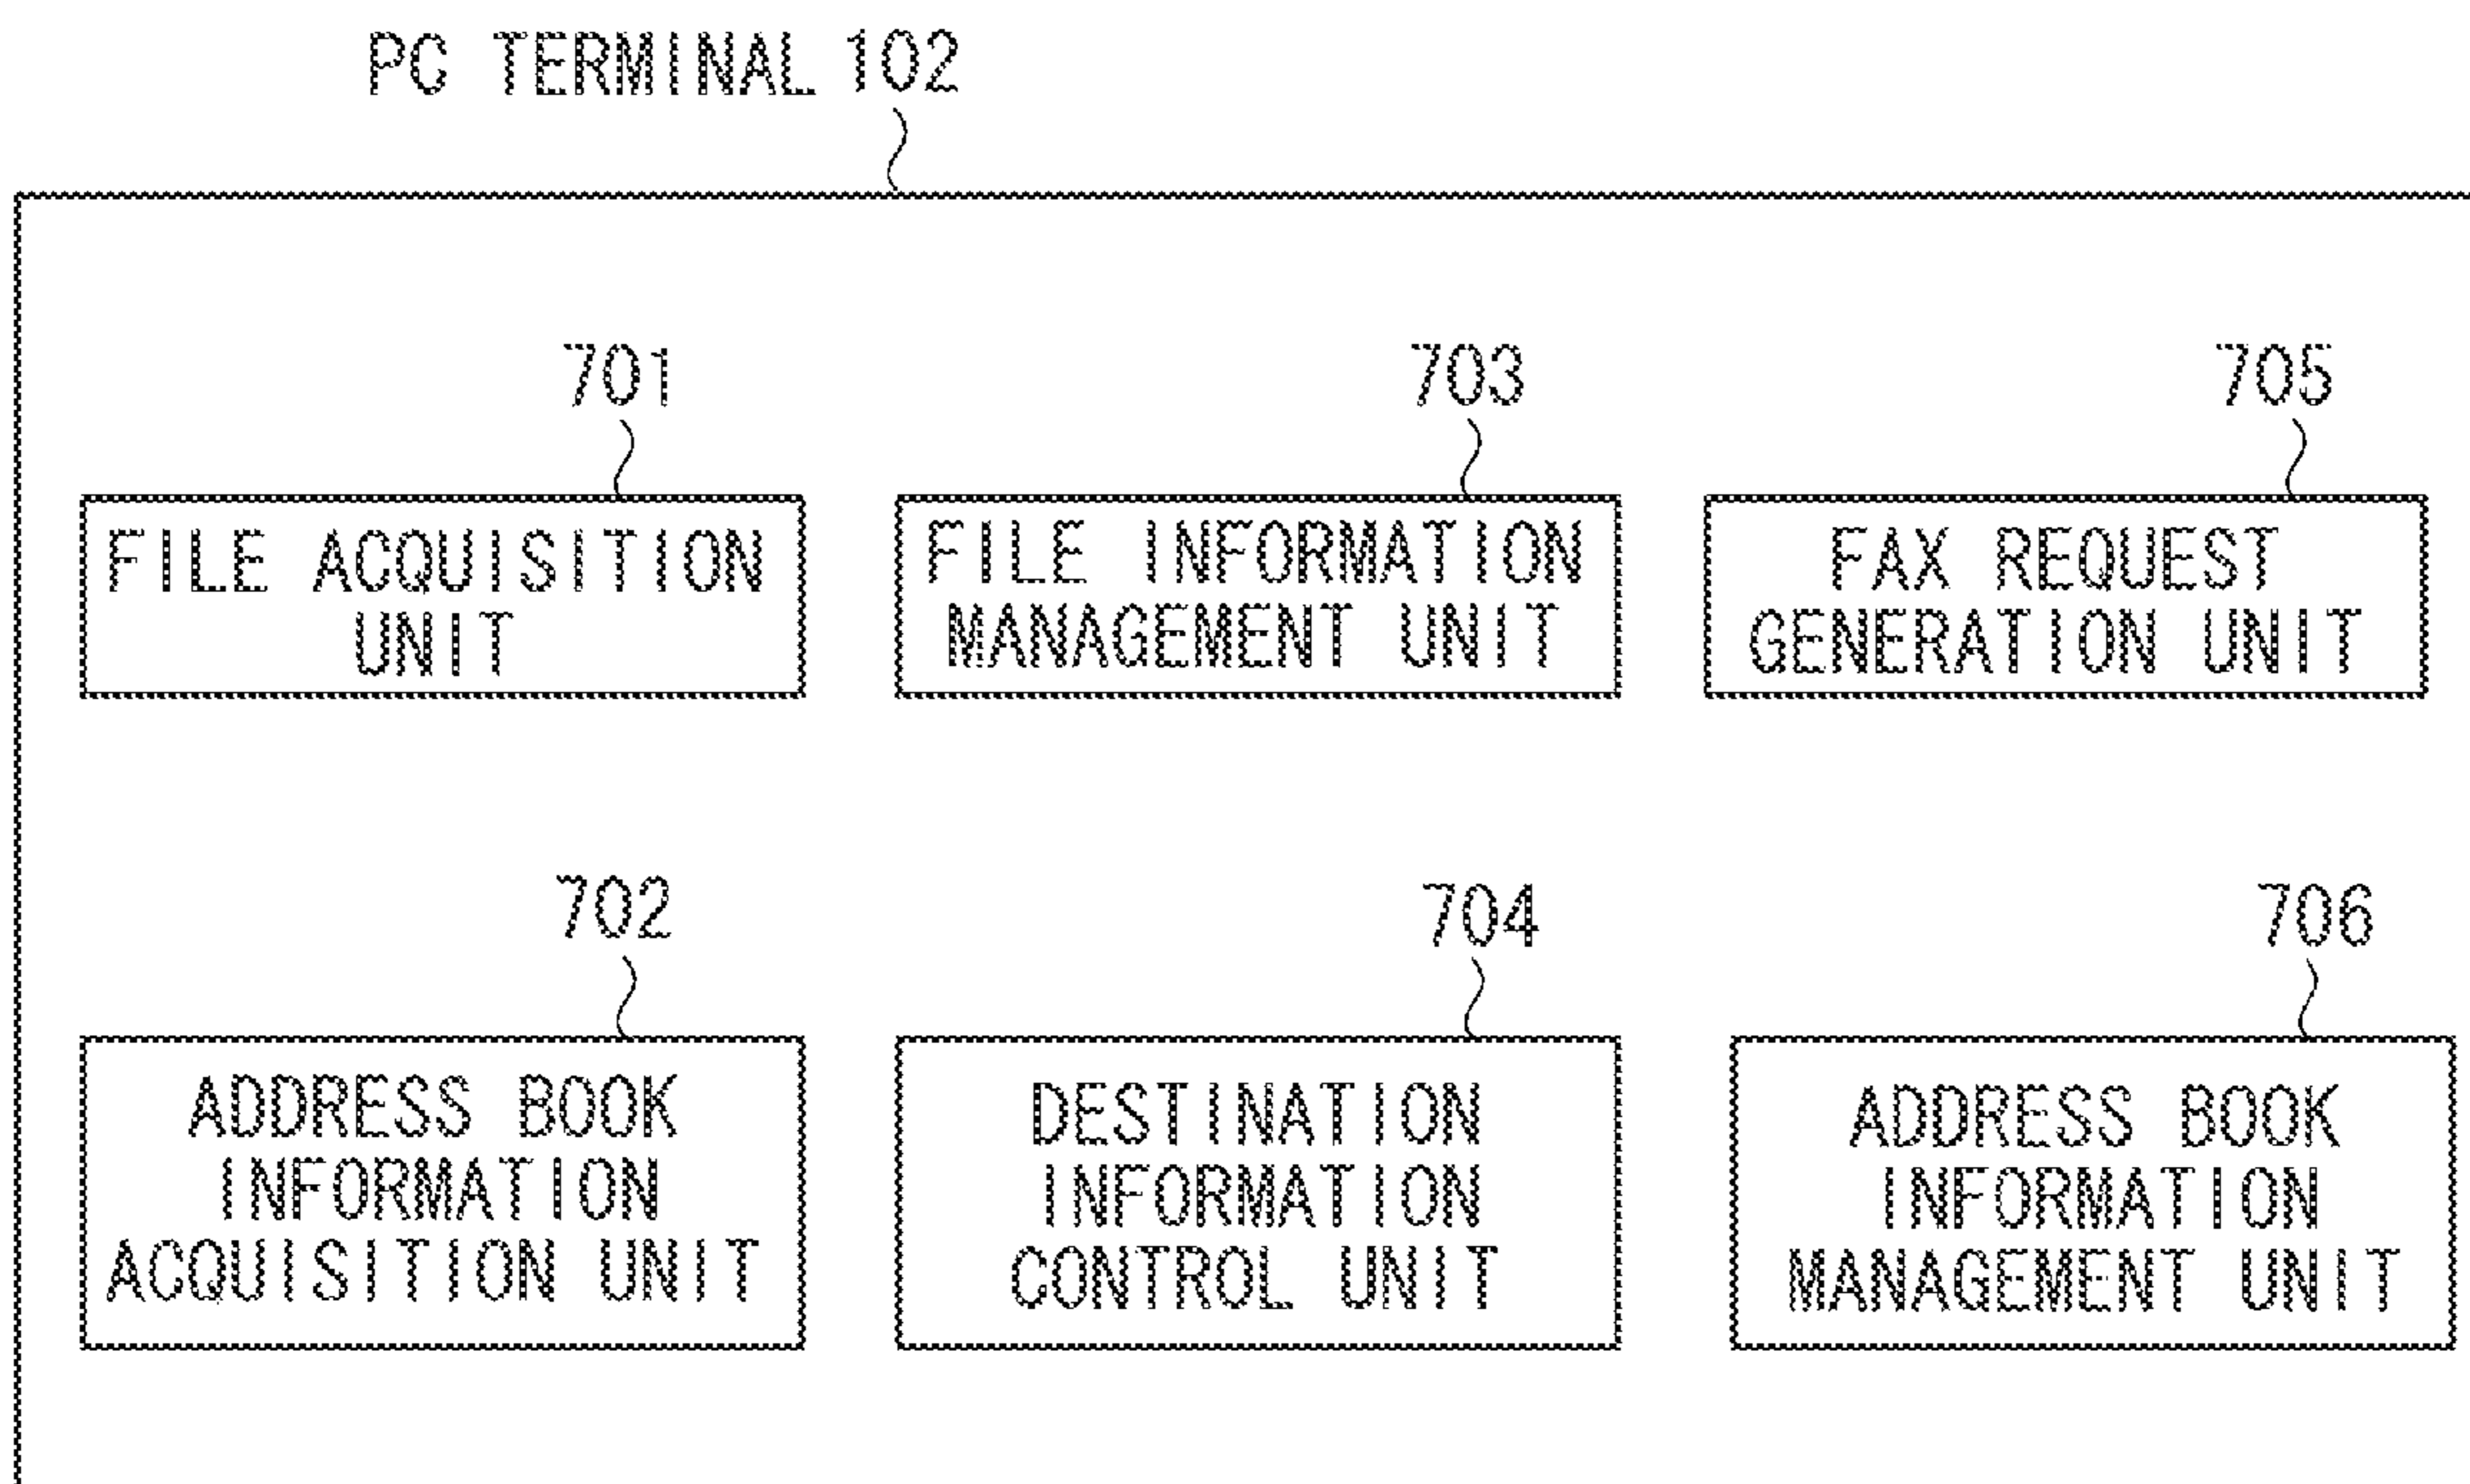 PC TERMINAL 102
701
703
705
FILE ACQUISITION
UNIT
FILE INFORMATION
MANAGEMENT UNIT
FAX REQUEST
GENERATION UNIT
702
704
706
ADDRESS BOOK
INFORMATION
ACQUISITION UNIT
DESTINATION
INFORMATION
CONTROL UNIT
ADDRESS BOOK
INFORMATION
MANAGEMENT UNIT